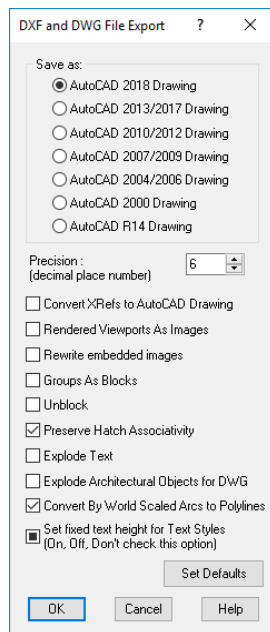 DXF and DWG File Export ?
Save as:
AutoCAD 2018 Drawing
AutoCAD 2013/2017 Drawing
AutoCAD 2010/2012 Drawing
AutoCAD 2007/2009 Drawing
AutoCAD 2004/2006 Drawing
AutoCAD 2000 Drawing
AutoCAD R14 Drawing
Precision : 6
(decimal place number)
Convert XRefs to AutoCAD Drawing
Rendered Viewports As Images
Rewrite embedded images
Groups As Blocks
Unblock
Preserve Hatch Associativity
Explode Text
Explode Architectural Objects for DWG
Convert By World Scaled Arcs to Polylines
Set fixed text height for Text Styles
(On, Off, Don't check this option)
Set Defaults
OK Cancel Help